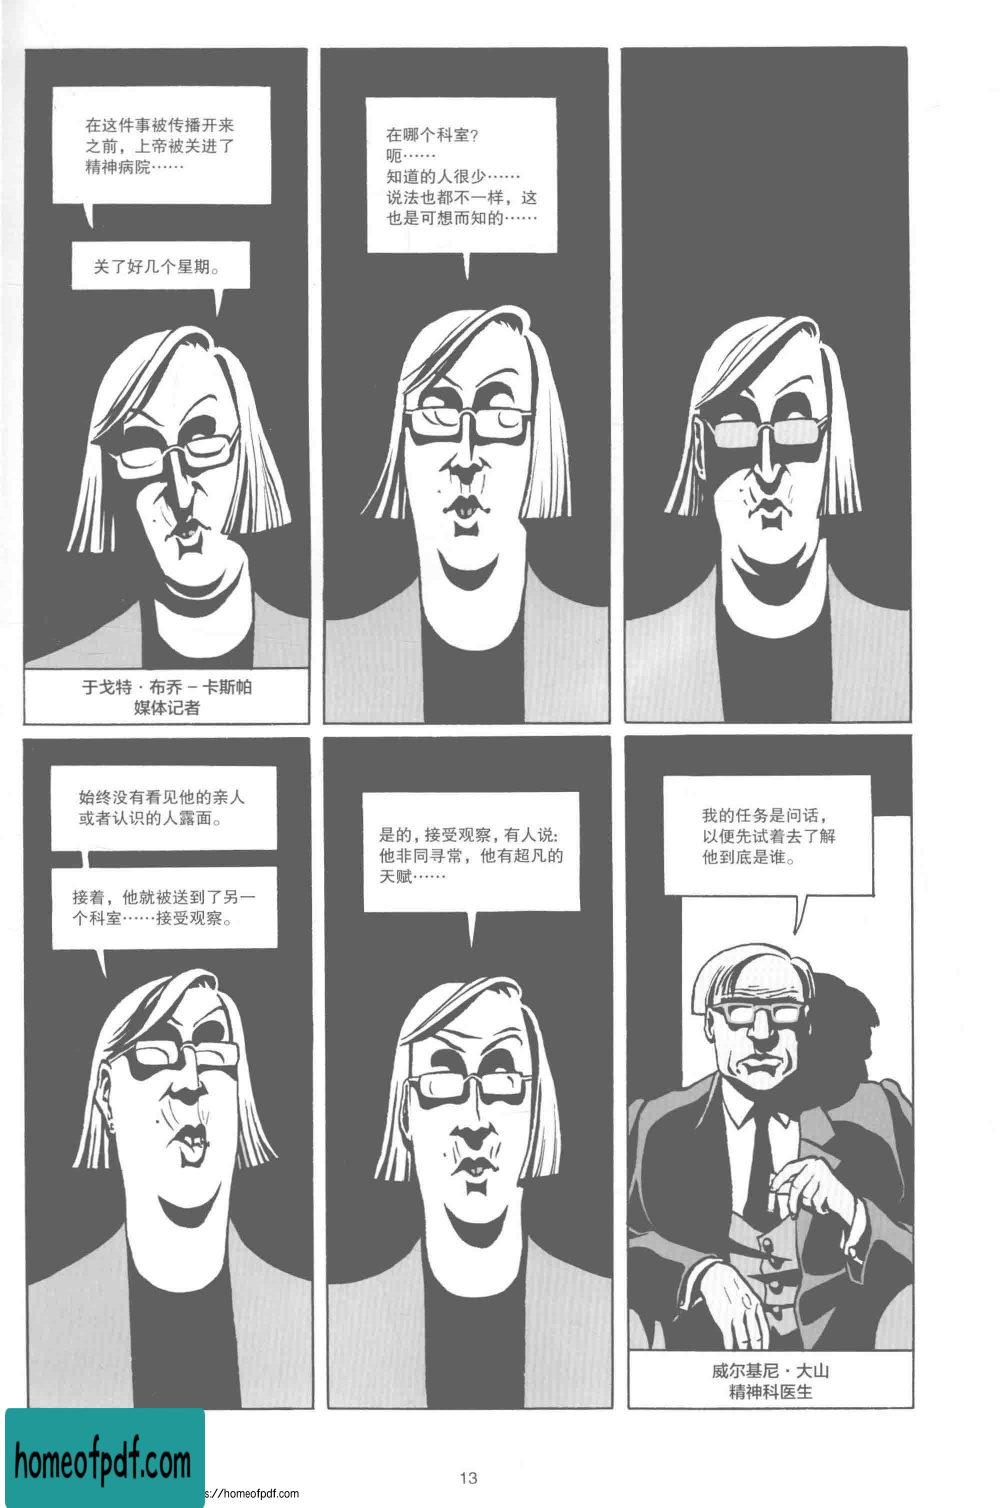 在这件事被传播开来
之前，上帝被关进了
精神病院……
关了好几个星期。
于戈特·布乔－卡斯帕
媒体记者
在哪个科室？
呃……
知道的人很少……
说法也都不一样，这
也是可想而知的……
始终没有看见他的亲人
或者认识的人露面。
接着，他就被送到了另一
个科室……接受观察。
是的，接受观察，有人说：
他非同寻常，他有超凡的
天赋……
我的任务是问话，
以便先试着去了解
他到底是谁。
威尔基尼·大山
精神科医生
homeofpdf.com
s://homeofpdf.com
13